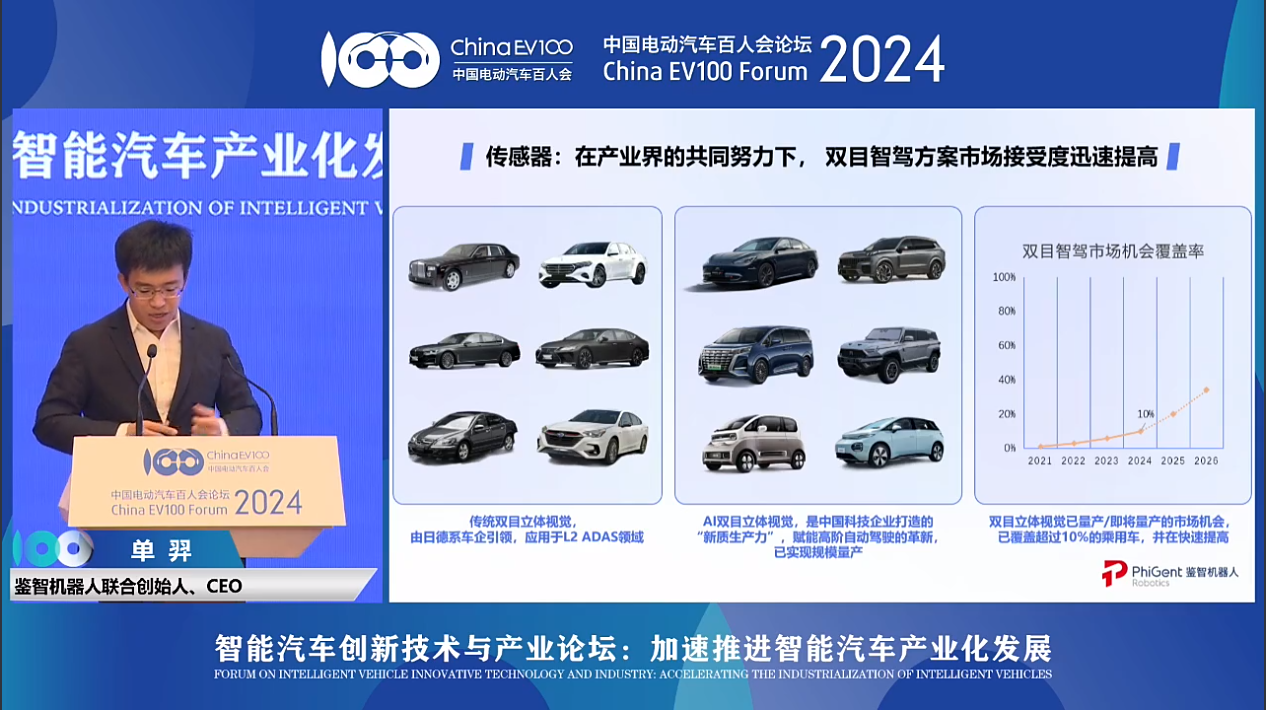 100
China EV100
中国电动汽车百人会
中国电动汽车百人会论坛
China EV100 Forum
2024
智能汽车产业化发
NDUSTRIALIZATION OF INTELLIGENT V
100
China EV100
中国电动汽车百人会
中国电动汽车百人会论坛
China EV100 Forum
2024
100
单羿
鉴智机器人联合创始人、CEO
传感器：在产业界的共同努力下， 双目智驾方案市场接受度迅速提高
传统双目立体视觉，
由日德系车企引领，应用于L2 ADAS领域
AI双目立体视觉，是中国科技企业打造的
“新质生产力”，赋能高阶自动驾驶的革新，
已实现规模量产
双目智驾市场机会覆盖率
100%
80%
60%
40%
20%
0%
10%
2021 2022 2023 2024 2025 2026
双目立体视觉已量产/即将量产的市场机会，
已覆盖超过10%的乘用车，并在快速提高
PhiGent 鉴智机器人
Robotics
智能汽车创新技术与产业论坛：加速推进智能汽车产业化发展
FORUM ON INTELLIGENT VEHICLE INNOVATIVE TECHNOLOGY AND INDUSTRY: ACCELERATING THE INDUSTRIALIZATION OF INTELLIGENT VEHICLES